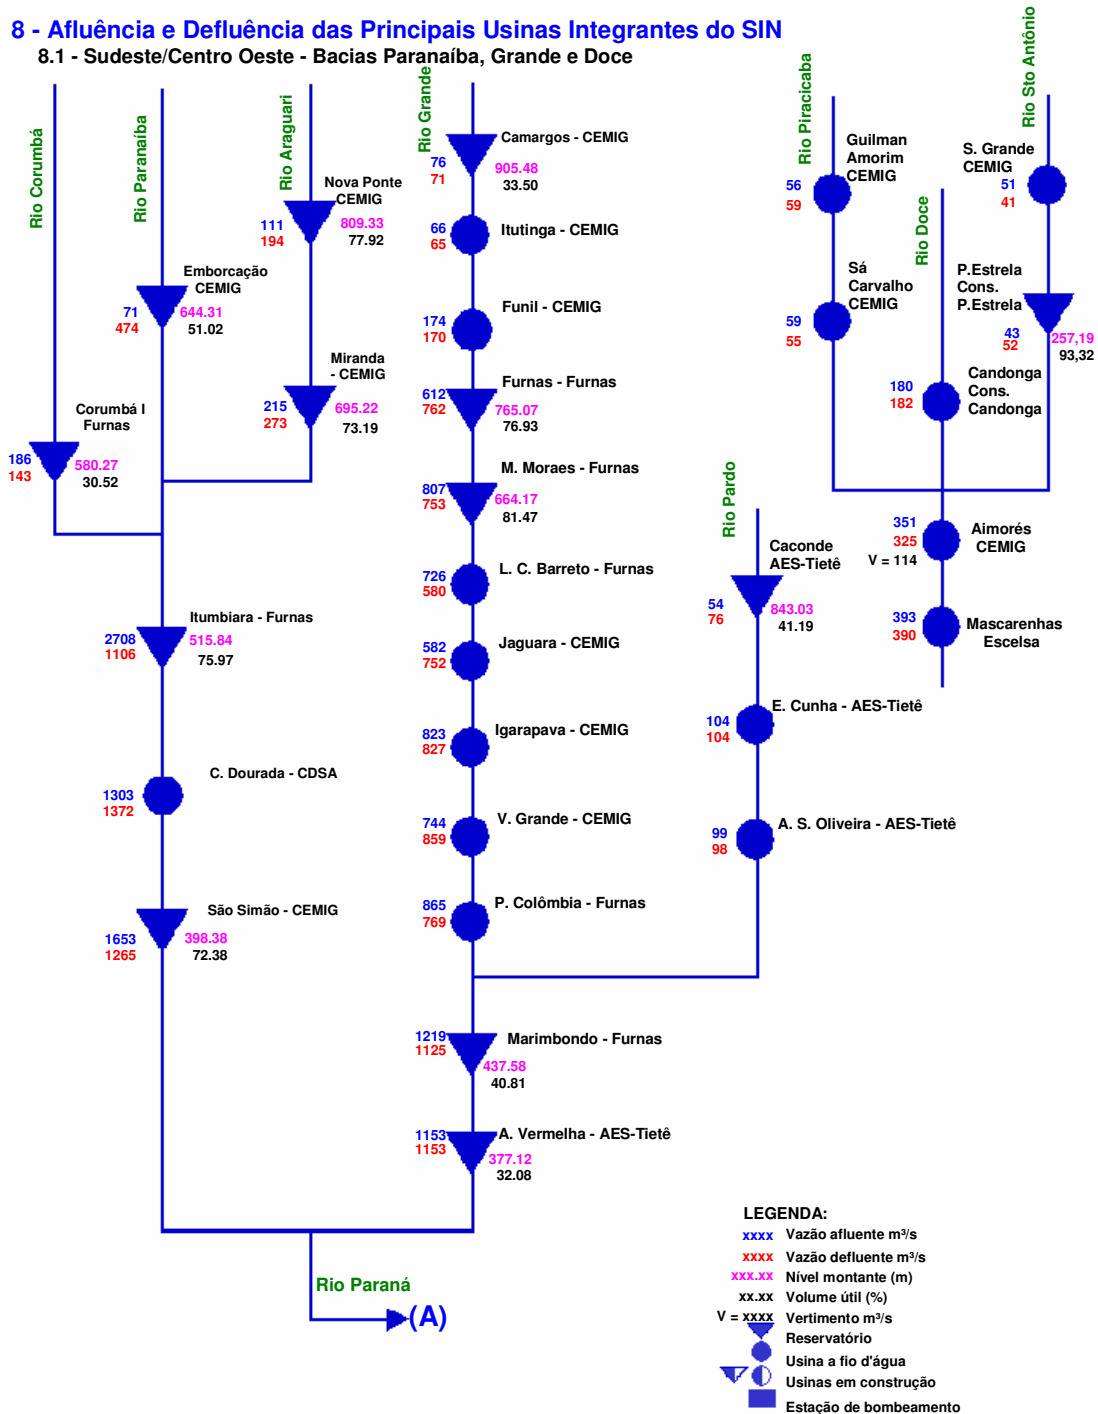 8 - Afluência e Defluência das Principais Usinas Integrantes do SIN
8.1 - Sudeste/Centro Oeste - Bacias Paranaíba, Grande e Doce
Rio Corumbá
Corumbá I
Furnas
186
143
580.27
30.52
Rio Paranaíba
Emborcação
CEMIG
71
474
644.31
51.02
Rio Araguari
Nova Ponte
CEMIG
111
194
809.33
77.92
Miranda
- CEMIG
215
273
695.22
73.19
Itumbiara - Furnas
2708
1106
515.84
75.97
C. Dourada - CDSA
1303
1372
São Simão - CEMIG
1653
1265
398.38
72.38
Rio Grande
Camargos - CEMIG
76
71
905.48
33.50
Itutinga - CEMIG
66
65
Funil - CEMIG
174
170
Furnas - Furnas
612
762
765.07
76.93
M. Moraes - Furnas
807
753
664.17
81.47
L. C. Barreto - Furnas
726
580
Jaguara - CEMIG
582
752
Igarapava - CEMIG
823
827
V. Grande - CEMIG
744
859
P. Colômbia - Furnas
865
769
Rio Pardo
Caconde
AES-Tietê
54
76
843.03
41.19
E. Cunha - AES-Tietê
104
104
A. S. Oliveira - AES-Tietê
99
98
Marimbondo - Furnas
1219
1125
437.58
40.81
A. Vermelha - AES-Tietê
1153
1153
377.12
32.08
Rio Paraná
(A)
Rio Piracicaba
Guilman
Amorim
CEMIG
56
59
Sá
Carvalho
CEMIG
59
55
Rio Doce
Candonga
Cons.
Candonga
180
182
Rio Sto Antônio
S. Grande
CEMIG
51
41
P.Estrela
Cons.
P.Estrela
43
52
257,19
93,32
Aimorés
CEMIG
351
325
V = 114
Mascarenhas
Escelsa
393
390
LEGENDA:
xxxx Vazão afluente m³/s
xxxx Vazão defluente m³/s
xxx.xx Nível montante (m)
xx.xx Volume útil (%)
V = xxxx Vertimento m³/s
Reservatório
Usina a fio d'água
Usinas em construção
Estação de bombeamento